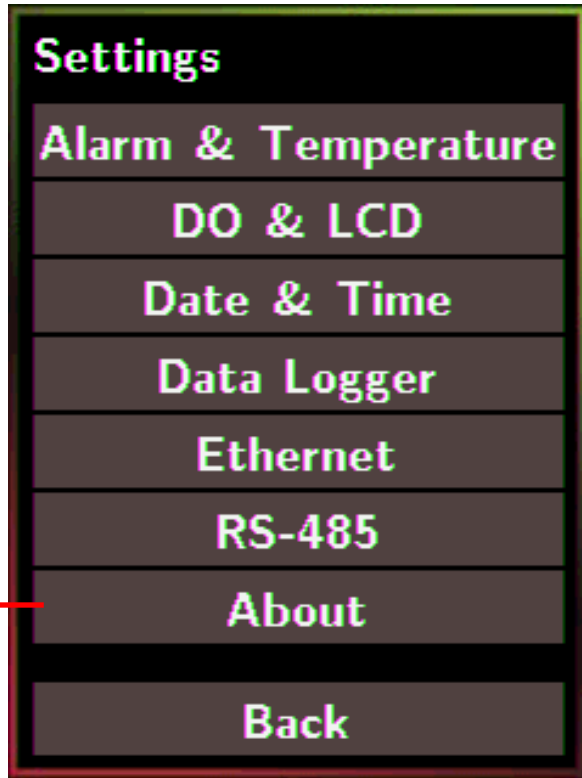 Settings
Alarm & Temperature
DO & LCD
Date & Time
Data Logger
Ethernet
RS-485
About
Back